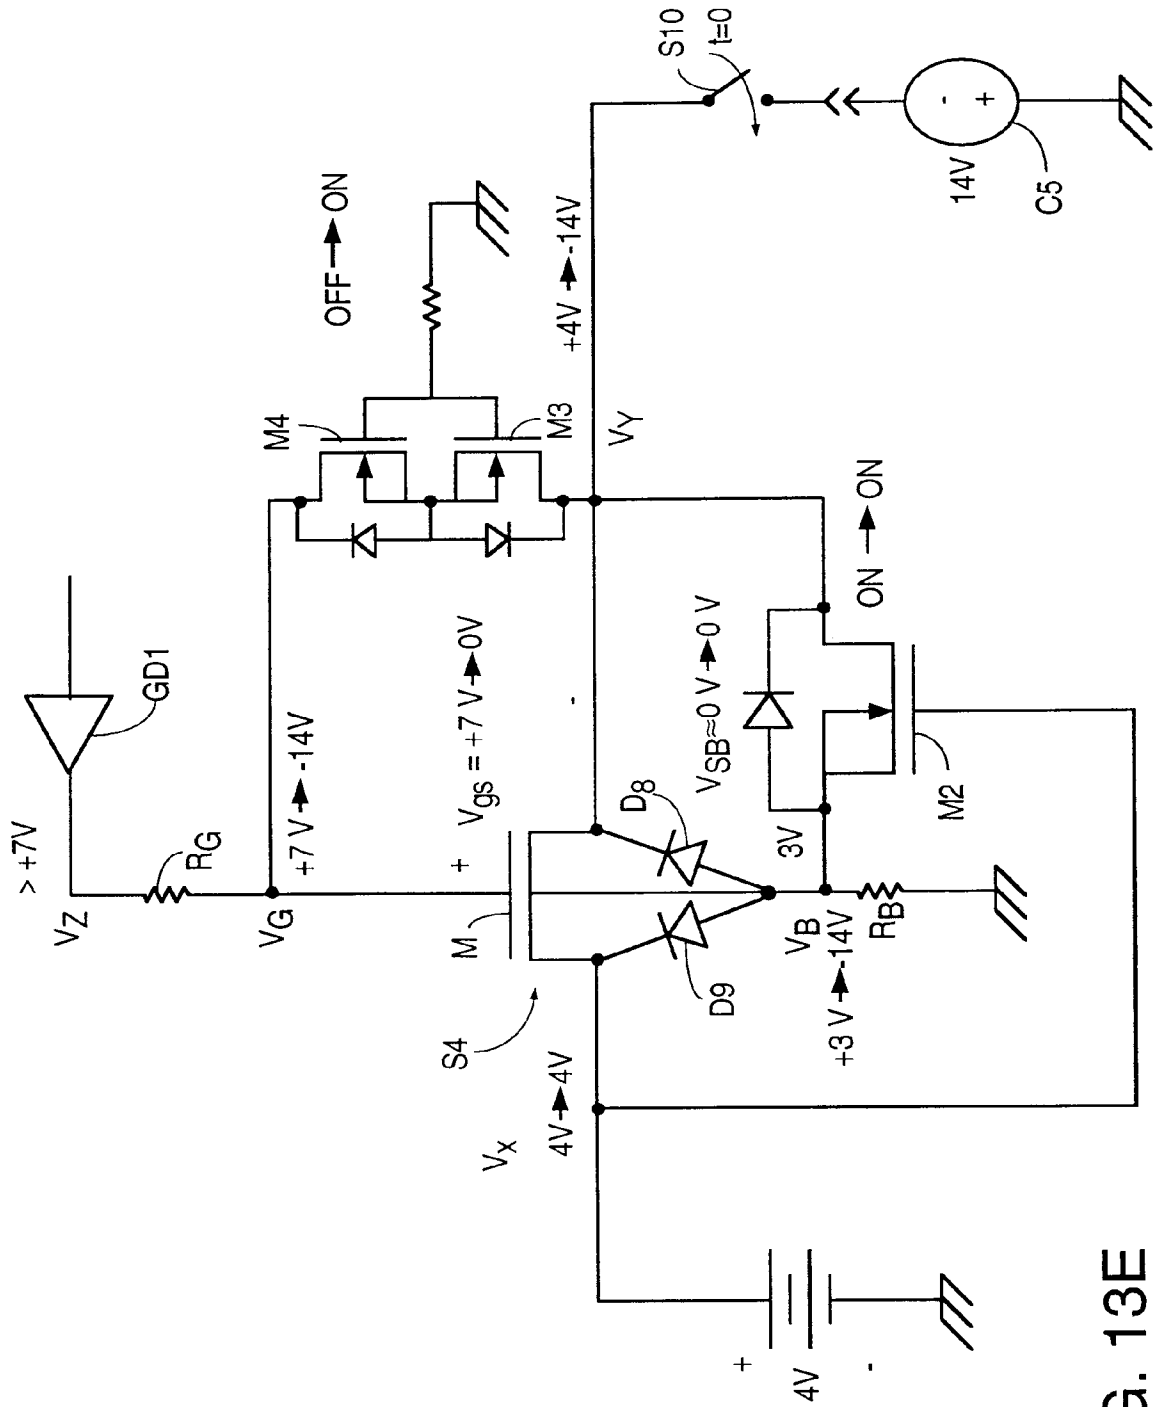 > +7V
VZ
GD1
RG
VG
+7 V → -14V
M4
OFF → ON
M3
S10
t=0
+4V → -14V
VY
Vgs = +7 V → 0V
+
-
M
S4
D8
D9
VSB≈0 V → 0 V
3V
ON → ON
M2
VB
+3 V → -14V
RB
Vx
4V → 4V
+
4V
-
-
+
14V
C5
G. 13E